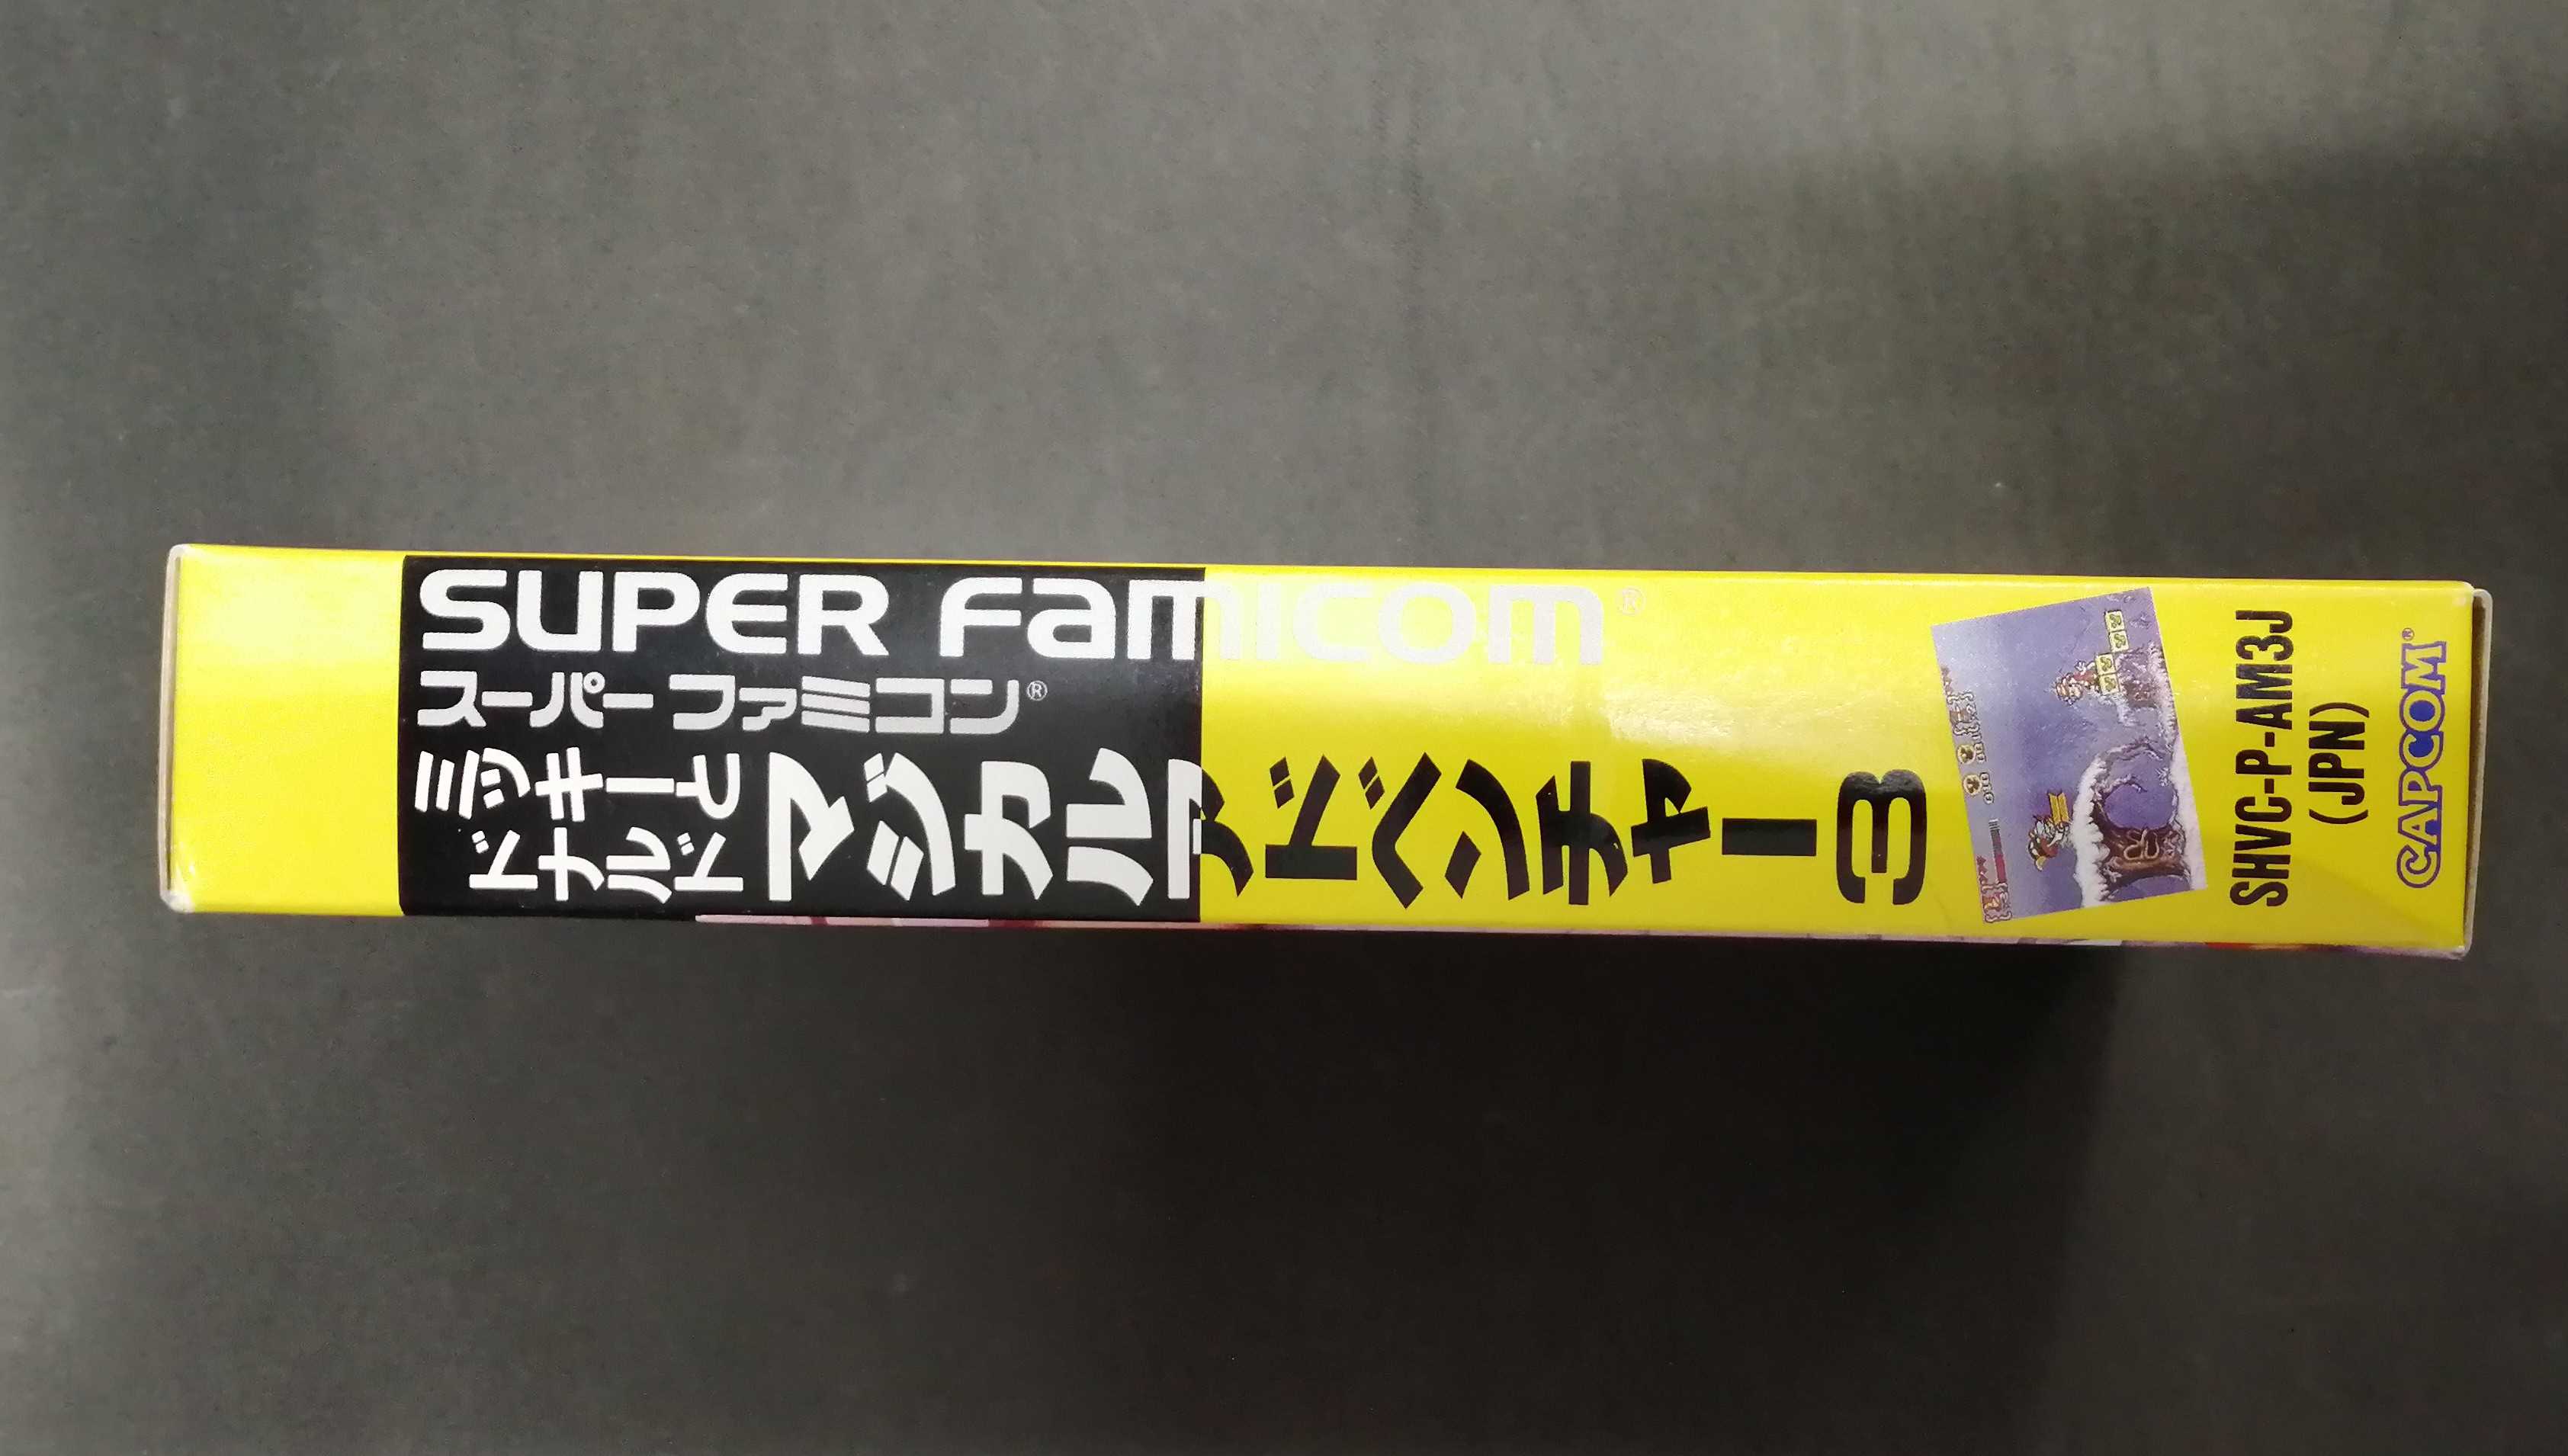 SUPER FAMICOM®
スーパーファミコン®
ミッキーと
ドナルド
マジカルアドベンチャー3
SHVC-P-AM3J
(JPN)
CAPCOM®